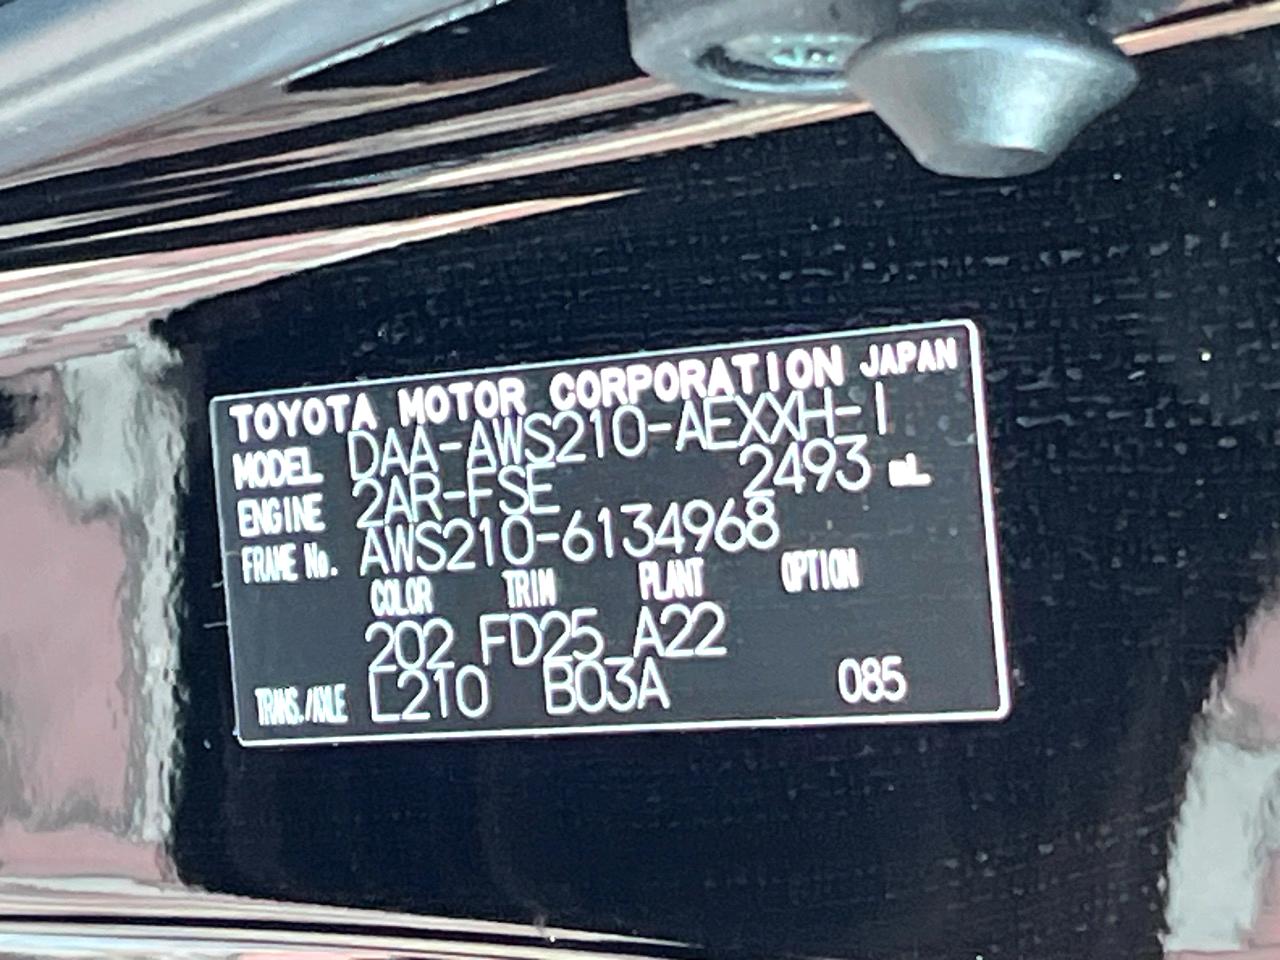 TOYOTA MOTOR CORPORATION JAPAN
MODEL DAA-AWS210-AEXXH-1
ENGINE 2AR-FSE 2493 mL
FRAME No. AWS210-6134968
COLOR TRIM PLANT OPTION
202 FD25 A22
TRANS./AXLE L210 B03A 085